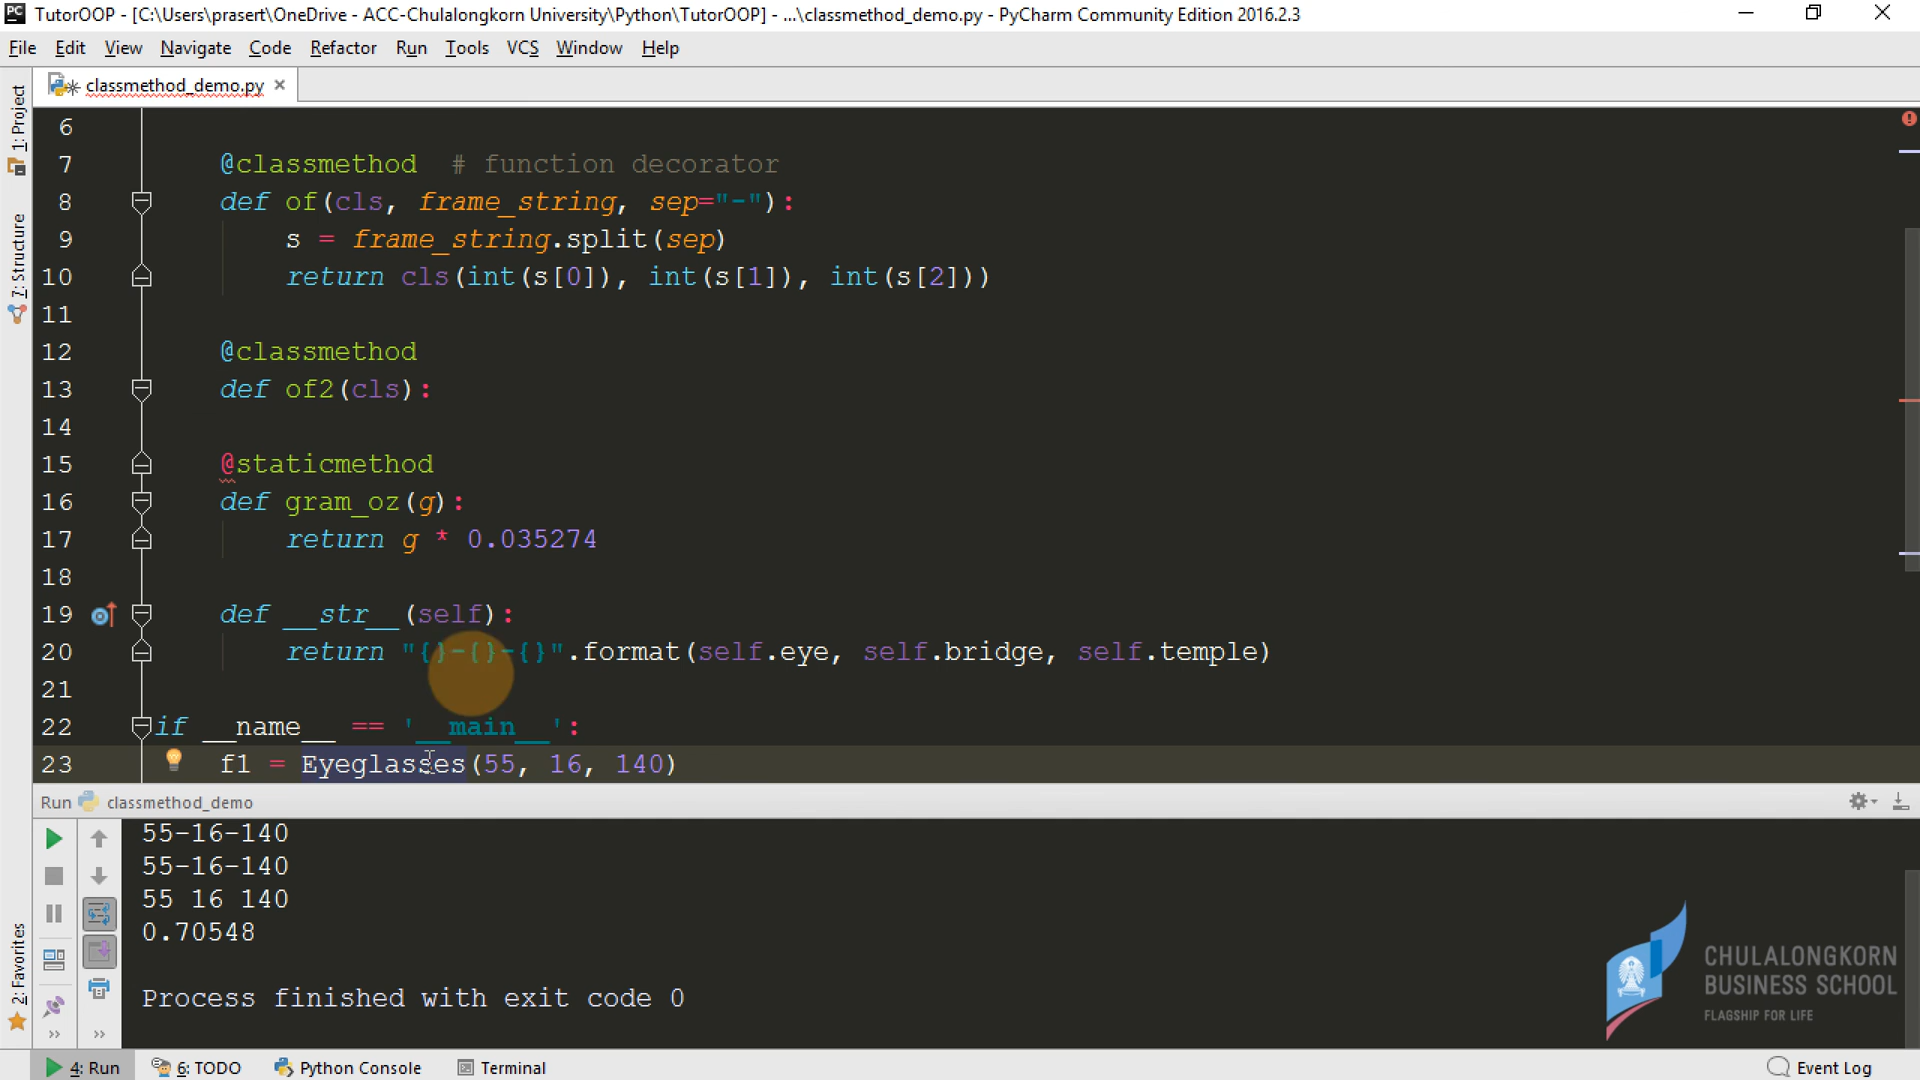 PC TutorOOP - [C:\Users\prasert\OneDrive - ACC-Chulalongkorn University\Python\TutorOOP] - ...\classmethod_demo.py - PyCharm Community Edition 2016.2.3
File Edit View Navigate Code Refactor Run Tools VCS Window Help
classmethod_demo.py
1: Project
7: Structure
2: Favorites
6
7 @classmethod  # function decorator
8 def of(cls, frame_string, sep="-"):
9 s = frame_string.split(sep)
10 return cls(int(s[0]), int(s[1]), int(s[2]))
11
12 @classmethod
13 def of2(cls):
14
15 @staticmethod
16 def gram_oz(g):
17 return g * 0.035274
18
19 def __str__(self):
20 return "{}-{}-{}".format(self.eye, self.bridge, self.temple)
21
22 if __name__ == '__main__':
23 f1 = Eyeglasses(55, 16, 140)
Run classmethod_demo
55-16-140
55-16-140
55 16 140
0.70548
Process finished with exit code 0
CHULALONGKORN
BUSINESS SCHOOL
FLAGSHIP FOR LIFE
4: Run 6: TODO Python Console Terminal Event Log